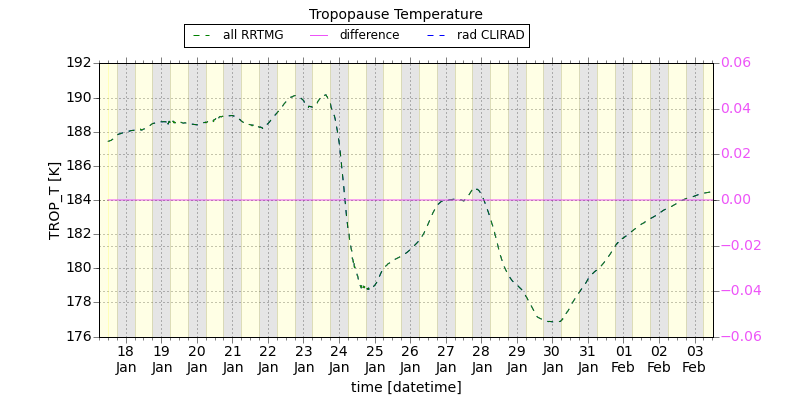 Tropopause Temperature
all RRTMG difference rad CLIRAD
192 0.06
190 0.04
188 0.02
186 0.00
184 −0.02
182 −0.04
180 −0.06
178
176
TROP_T [K]
18 19 20 21 22 23 24 25 26 27 28 29 30 31 01 02 03
Jan Jan Jan Jan Jan Jan Jan Jan Jan Jan Jan Jan Jan Jan Feb Feb Feb
time [datetime]